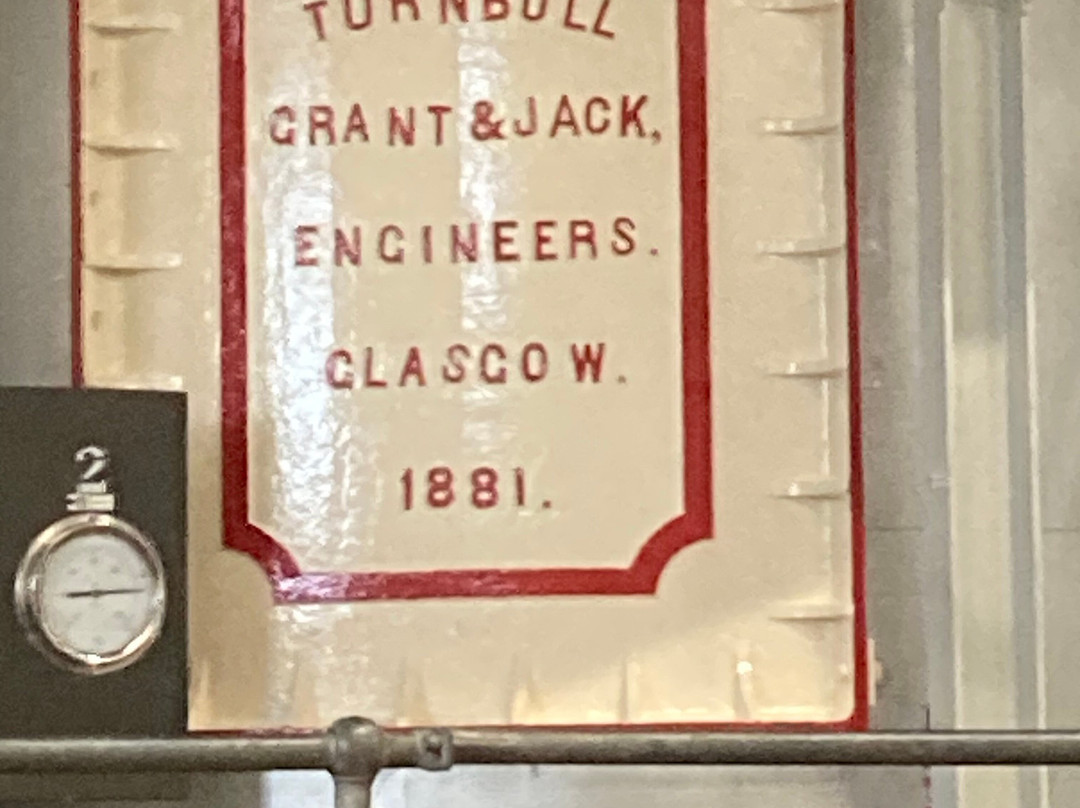 TURNBULL
GRANT & JACK,
ENGINEERS.
GLASGOW.
1881.
2